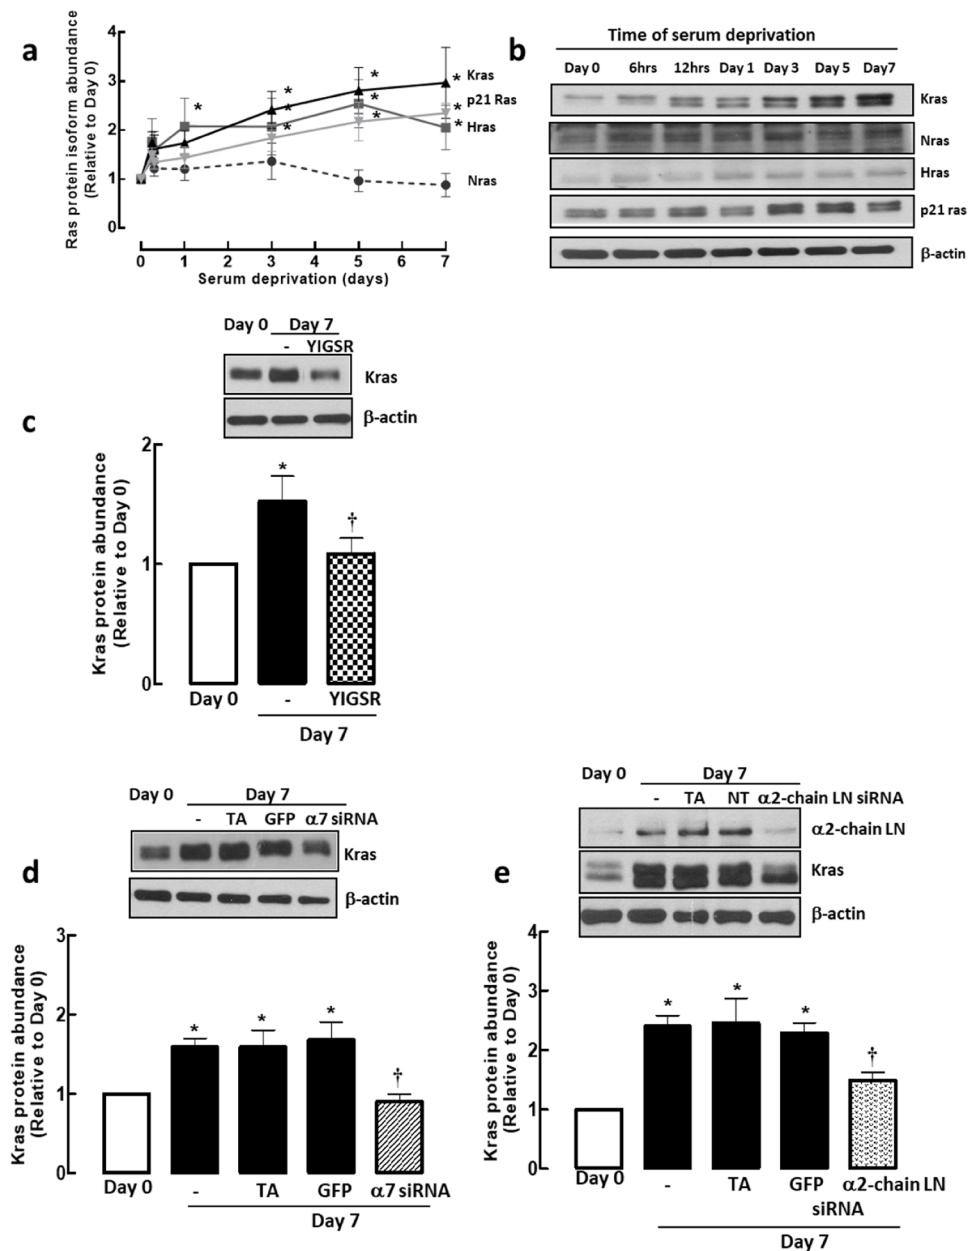 a
Ras protein isoform abundance
(Relative to Day 0)
4
3
2
1
0
* * * * * * * * * *
Kras
p21 Ras
Hras
Nras
0 1 2 3 4 5 6 7
Serum deprivation (days)
b
Time of serum deprivation
Day 0 6hrs 12hrs Day 1 Day 3 Day 5 Day7
Kras
Nras
Hras
p21 ras
β-actin
c
Day 0 Day 7
- YIGSR
Kras
β-actin
Kras protein abundance
(Relative to Day 0)
2
1
0
* †
Day 0 - YIGSR
Day 7
d
Day 0 Day 7
- TA GFP α7 siRNA
Kras
β-actin
Kras protein abundance
(Relative to Day 0)
3
2
1
0
* * * †
Day 0 - TA GFP α7 siRNA
Day 7
e
Day 0 Day 7
- TA NT α2-chain LN siRNA
α2-chain LN
Kras
β-actin
Kras protein abundance
(Relative to Day 0)
4
3
2
1
0
* * * †
Day 0 - TA GFP α2-chain LN
siRNA
Day 7